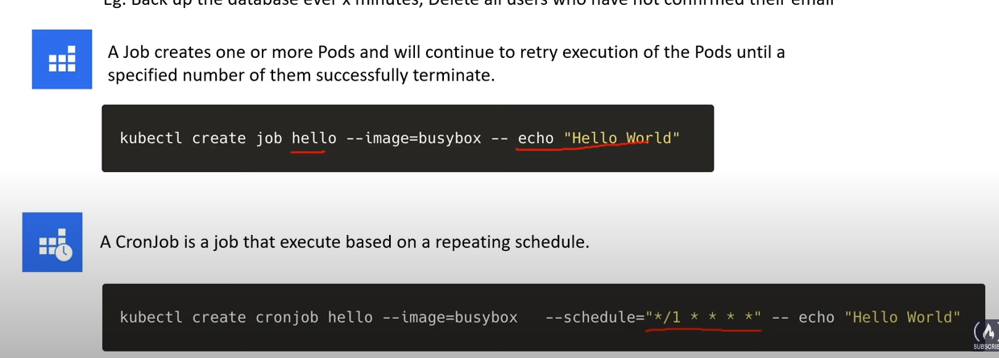 Eg. Back up the database ever x minutes, Delete all users who have not confirmed their email
A Job creates one or more Pods and will continue to retry execution of the Pods until a
specified number of them successfully terminate.
kubectl create job hello --image=busybox -- echo "Hello World"
A CronJob is a job that execute based on a repeating schedule.
kubectl create cronjob hello --image=busybox   --schedule="*/1 * * * *" -- echo "Hello World"
SUBSCRIBE